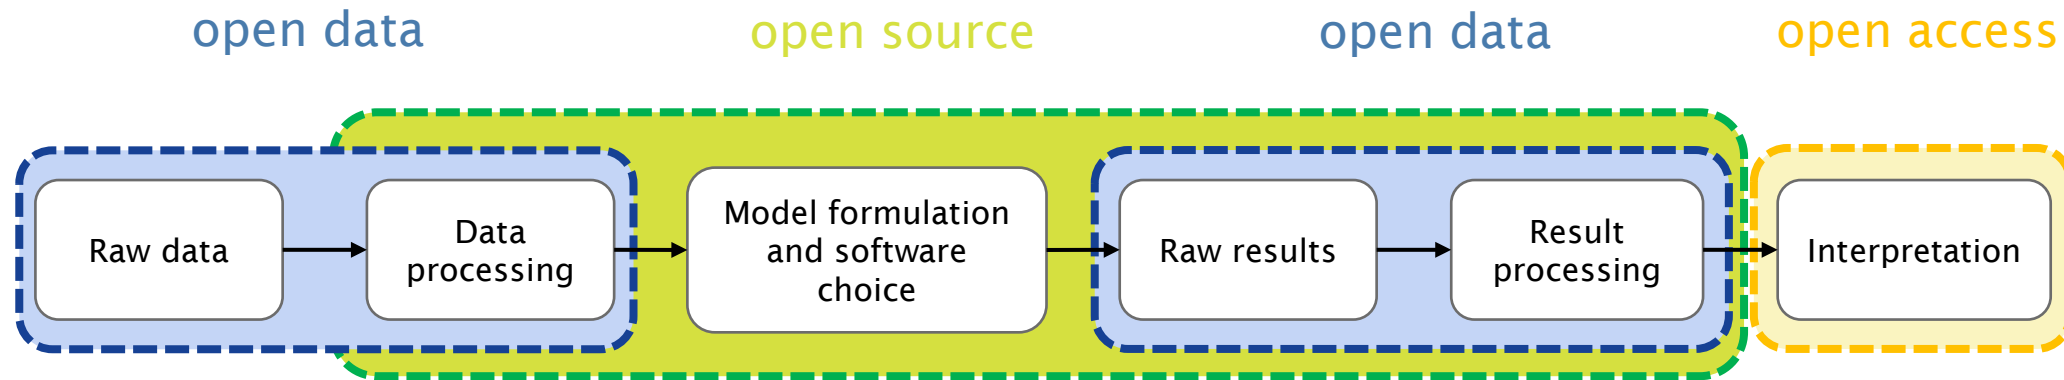 open data
open source
open data
open access
Raw data
Data
processing
Model formulation
and software
choice
Raw results
Result
processing
Interpretation